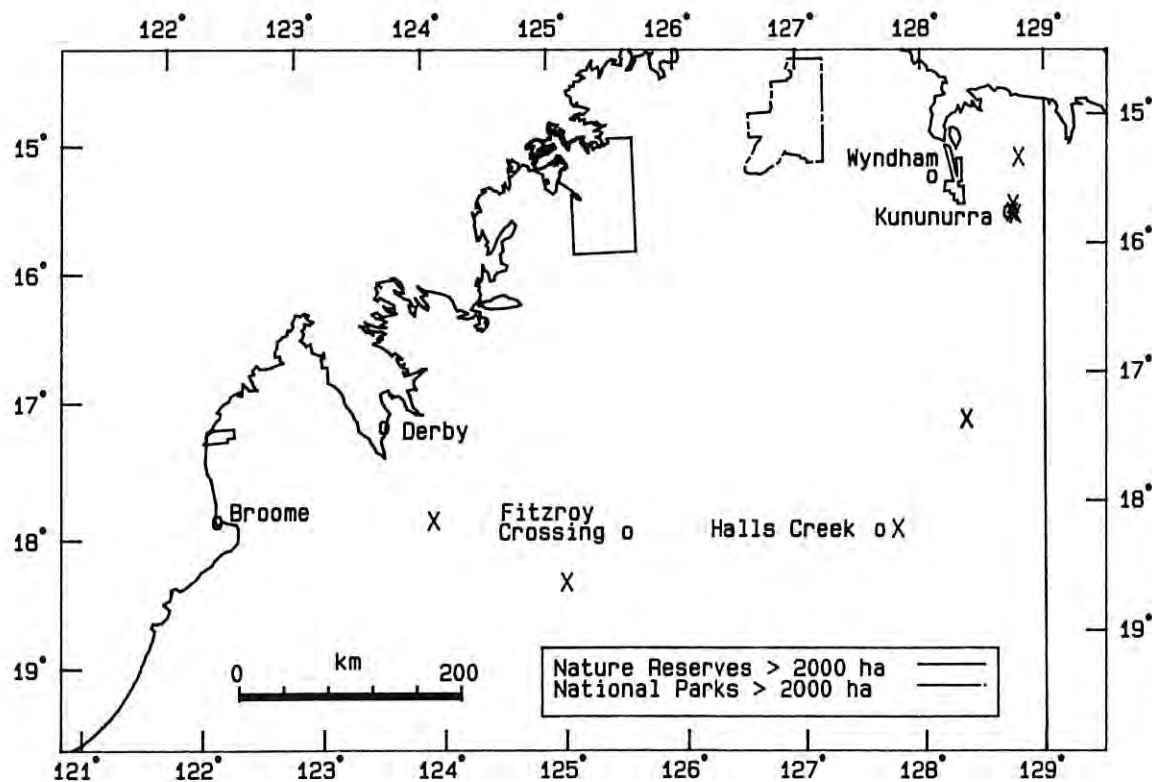 122° 123° 124° 125° 126° 127° 128° 129°
15°
15°
Wyndham
Kununurra
16°
16°
17°
17°
Derby
Broome
Fitzroy
Crossing
Halls Creek
18°
18°
19°
19°
0 km 200
Nature Reserves > 2000 ha
National Parks > 2000 ha
121° 122° 123° 124° 125° 126° 127° 128° 129°